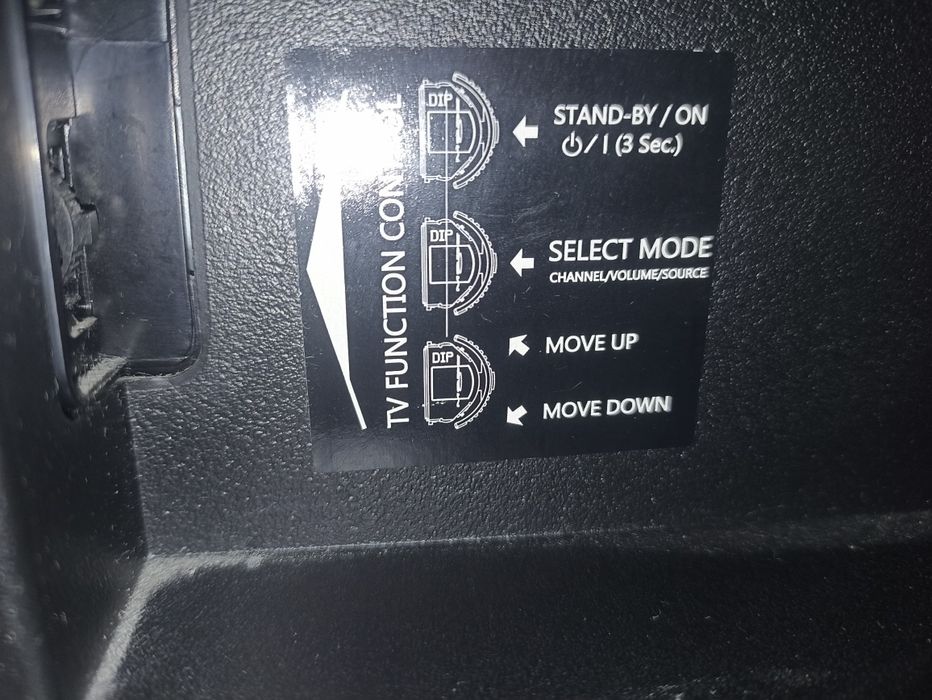 TV FUNCTION
DIP
STAND-BY / ON
⏻/ | (3 Sec.)
DIP
SELECT MODE
CHANNEL/VOLUME/SOURCE
DIP
MOVE UP
MOVE DOWN